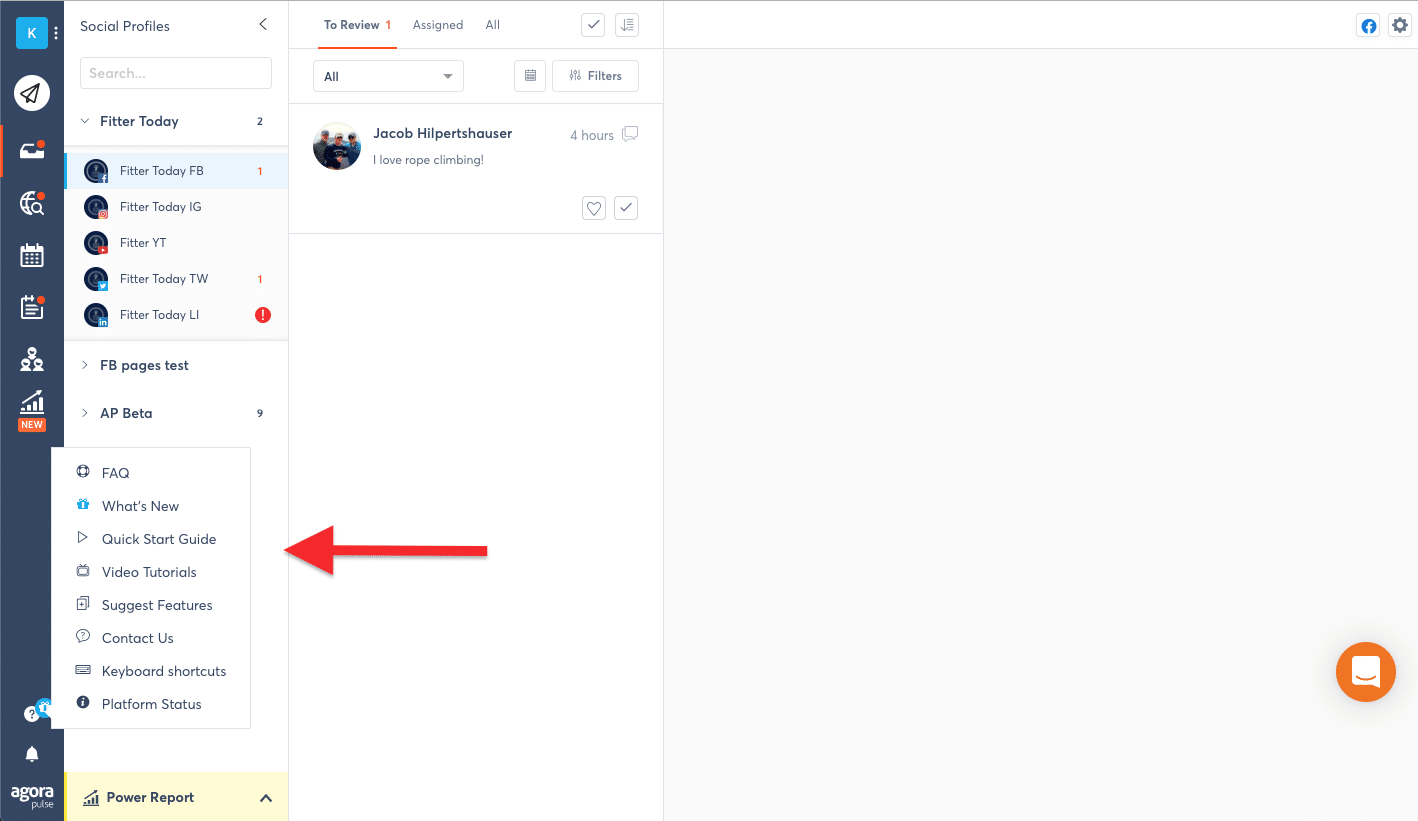 K
Social Profiles
Search...
Fitter Today 2
Fitter Today FB 1
Fitter Today IG
Fitter YT
Fitter Today TW 1
Fitter Today LI
FB pages test
AP Beta 9
NEW
FAQ
What's New
Quick Start Guide
Video Tutorials
Suggest Features
Contact Us
Keyboard shortcuts
Platform Status
agora
pulse
Power Report
To Review 1 Assigned All
All Filters
Jacob Hilpertshauser 4 hours
I love rope climbing!